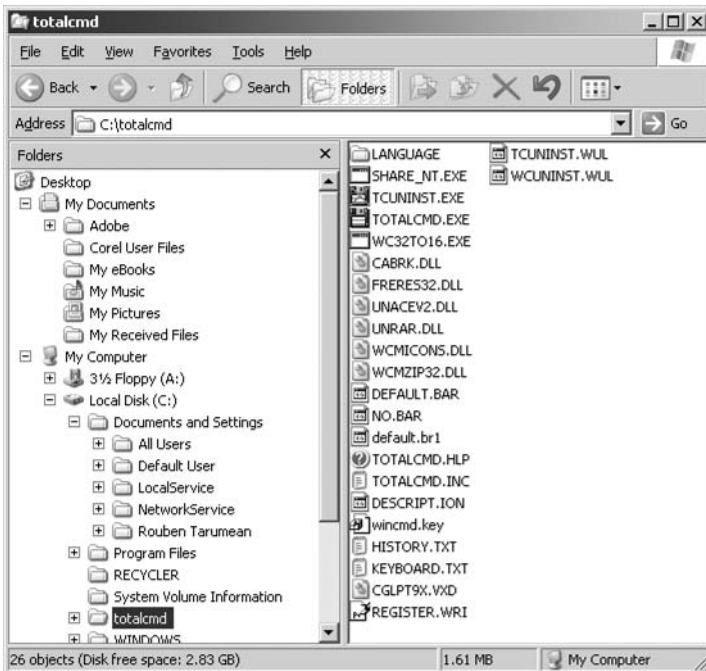 totalcmd
File Edit View Favorites Tools Help
Back Search Folders
Address C:\totalcmd Go
Folders
Desktop
My Documents
Adobe
Corel User Files
My eBooks
My Music
My Pictures
My Received Files
My Computer
3½ Floppy (A:)
Local Disk (C:)
Documents and Settings
All Users
Default User
LocalService
NetworkService
Rouben Tarumean
Program Files
RECYCLER
System Volume Information
totalcmd
WINDOWS
LANGUAGE
SHARE_NT.EXE
TCUNINST.EXE
TOTALCMD.EXE
WC32TO16.EXE
CABRK.DLL
FRERES32.DLL
UNACEV2.DLL
UNRAR.DLL
WCMICONS.DLL
WCMZIP32.DLL
DEFAULT.BAR
NO.BAR
default.br1
TOTALCMD.HLP
TOTALCMD.INC
DESCRIPT.ION
wincmd.key
HISTORY.TXT
KEYBOARD.TXT
CGLPT9X.VXD
REGISTER.WRI
TCUNINST.WUL
WCUNINST.WUL
26 objects (Disk free space: 2.83 GB) 1.61 MB My Computer